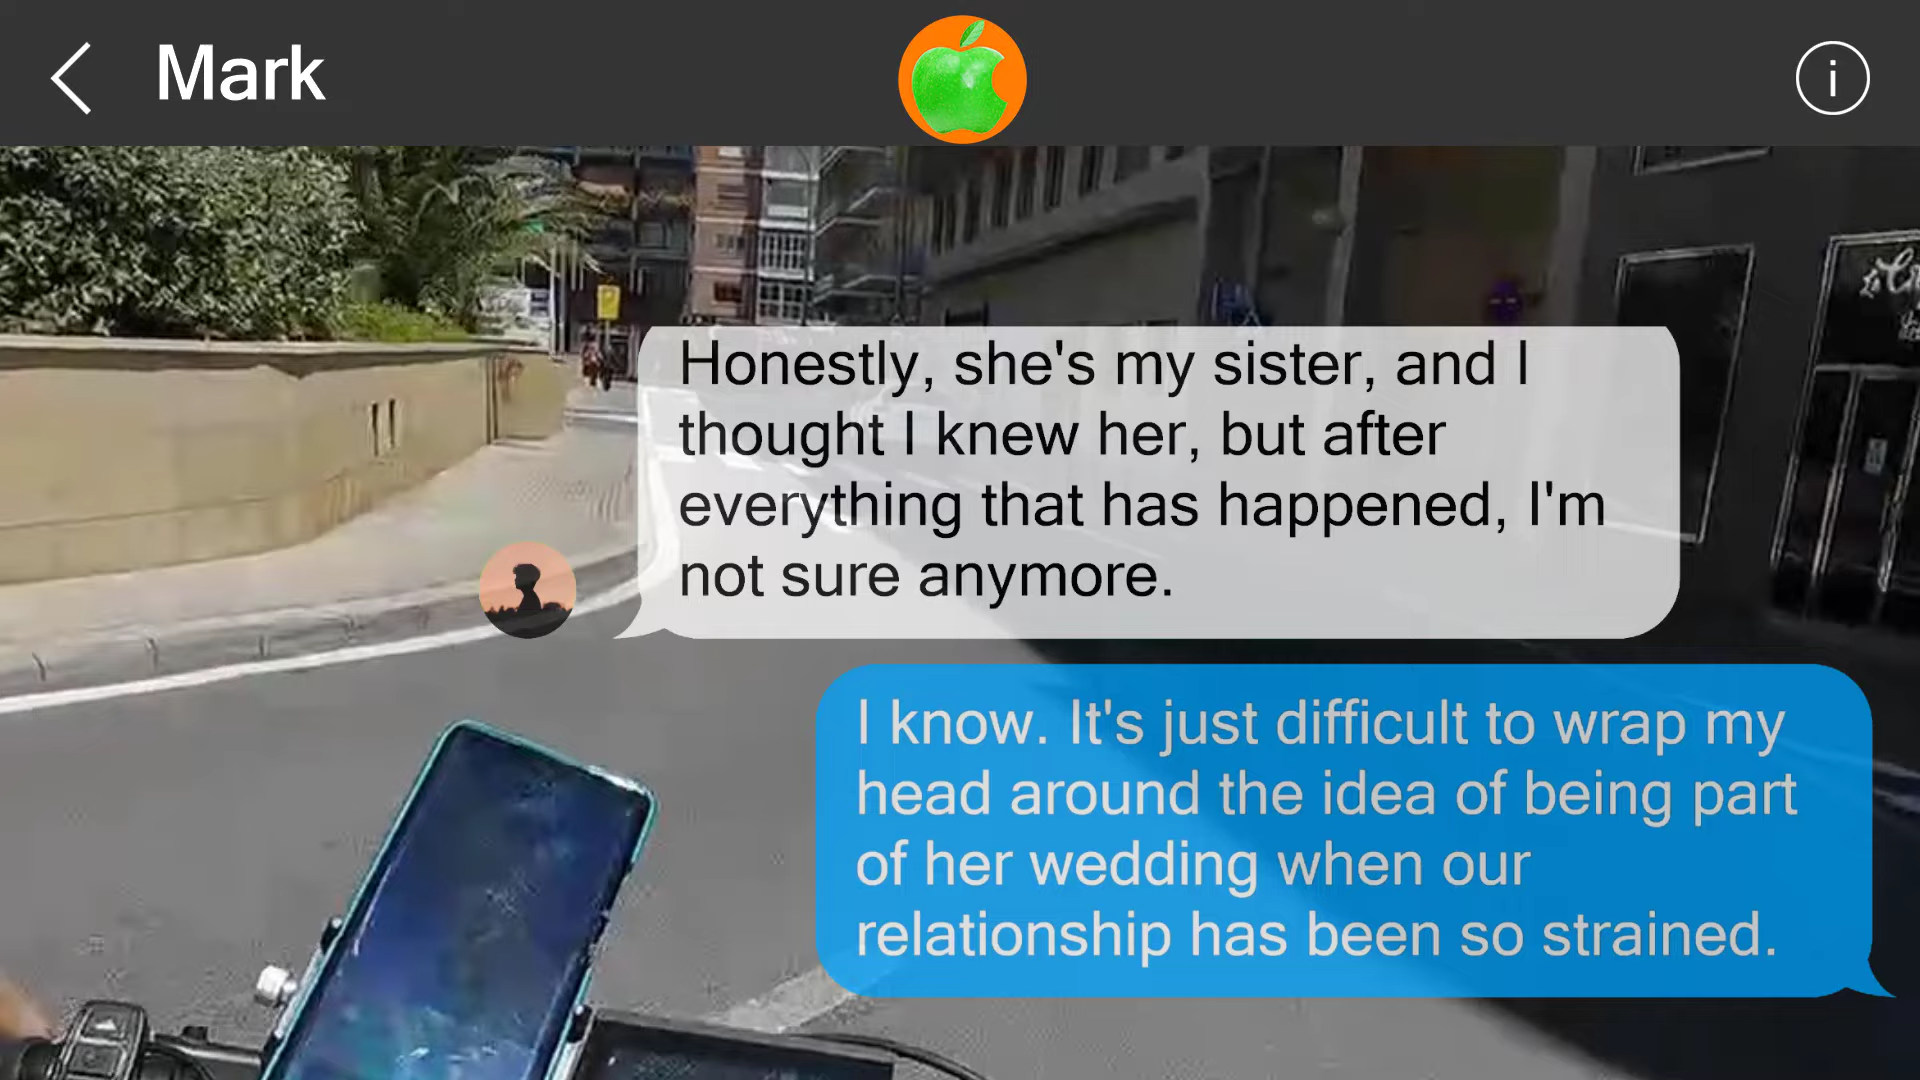 Mark
i
Honestly, she's my sister, and I
thought I knew her, but after
everything that has happened, I'm
not sure anymore.
I know. It's just difficult to wrap my
head around the idea of being part
of her wedding when our
relationship has been so strained.